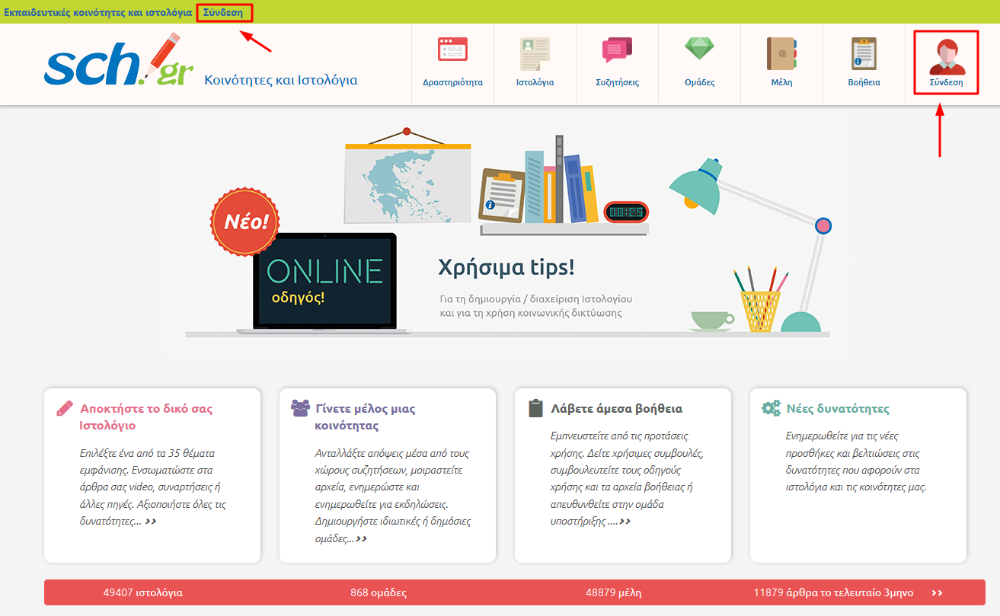 Εκπαιδευτικές κοινότητες και ιστολόγια Σύνδεση
sch.gr Κοινότητες και Ιστολόγια
Δραστηριότητα Ιστολόγια Συζητήσεις Ομάδες Μέλη Βοήθεια Σύνδεση
Νέο!
ONLINE
οδηγός!
Χρήσιμα tips!
Για τη δημιουργία / διαχείριση Ιστολογίου
και για τη χρήση κοινωνικής δικτύωσης
Αποκτήστε το δικό σας
Ιστολόγιο
Επιλέξτε ένα από τα 35 θέματα
εμφάνισης. Ενσωματώστε στα
άρθρα σας video, συναρτήσεις ή
άλλες πηγές. Αξιοποιήστε όλες τις
δυνατότητες... >>
Γίνετε μέλος μιας
κοινότητας
Ανταλλάξτε απόψεις μέσα από τους
χώρους συζητήσεων, μοιραστείτε
αρχεία, ενημερώστε και
ενημερωθείτε για εκδηλώσεις.
Δημιουργήστε ιδιωτικές ή δημόσιες
ομάδες...>>
Λάβετε άμεσα βοήθεια
Εμπνευστείτε από τις προτάσεις
χρήσης. Δείτε χρήσιμες συμβουλές,
συμβουλευτείτε τους οδηγούς
χρήσης και τα αρχεία βοήθειας ή
απευθυνθείτε στην ομάδα
υποστήριξης ....>>
Νέες δυνατότητες
Ενημερωθείτε για τις νέες
προσθήκες και βελτιώσεις στις
δυνατότητες που αφορούν στα
ιστολόγια και τις κοινότητες μας.
49407 ιστολόγια 868 ομάδες 48879 μέλη 11879 άρθρα το τελευταίο 3μηνο >>